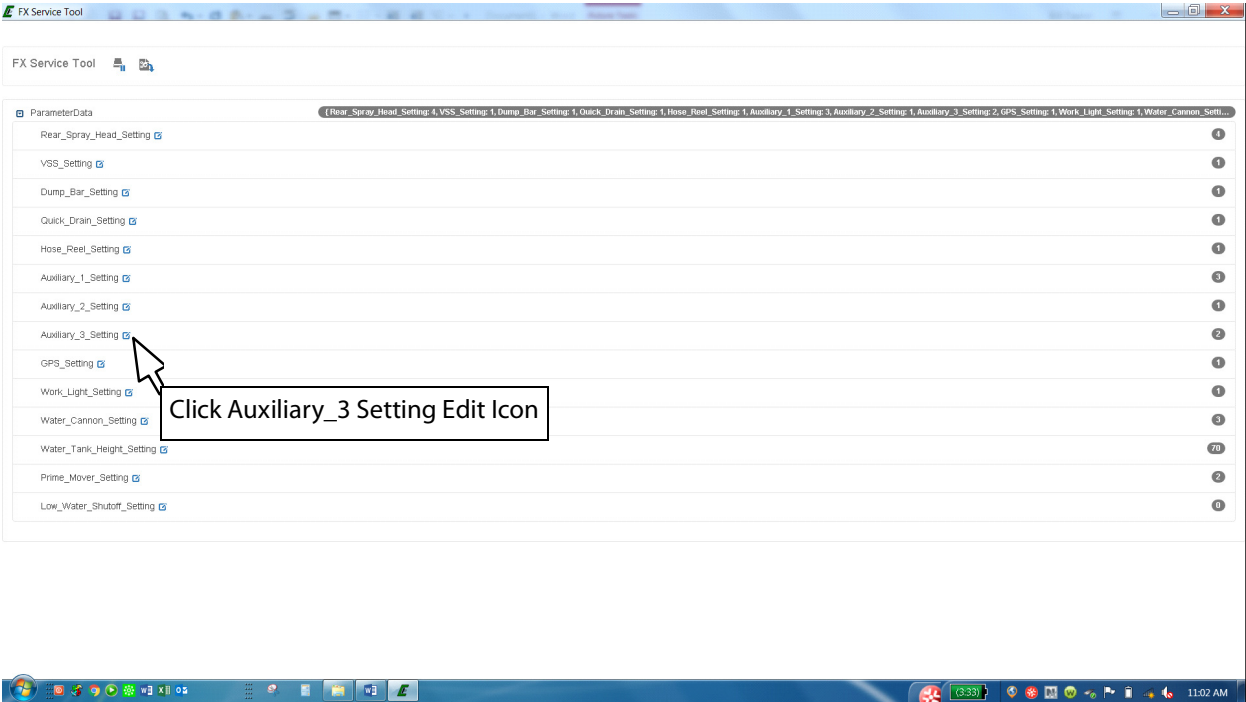 FX Service Tool
FX Service Tool
ParameterData
{ Rear_Spray_Head_Setting: 4, VSS_Setting: 1, Dump_Bar_Setting: 1, Quick_Drain_Setting: 1, Hose_Reel_Setting: 1, Auxiliary_1_Setting: 3, Auxiliary_2_Setting: 1, Auxiliary_3_Setting: 2, GPS_Setting: 1, Work_Light_Setting: 1, Water_Cannon_Setti...
Rear_Spray_Head_Setting 4
VSS_Setting 1
Dump_Bar_Setting 1
Quick_Drain_Setting 1
Hose_Reel_Setting 1
Auxiliary_1_Setting 3
Auxiliary_2_Setting 1
Auxiliary_3_Setting 2
GPS_Setting 1
Work_Light_Setting 1
Click Auxiliary_3 Setting Edit Icon
Water_Cannon_Setting 3
Water_Tank_Height_Setting 70
Prime_Mover_Setting 2
Low_Water_Shutoff_Setting 0
(3:33)
11:02 AM